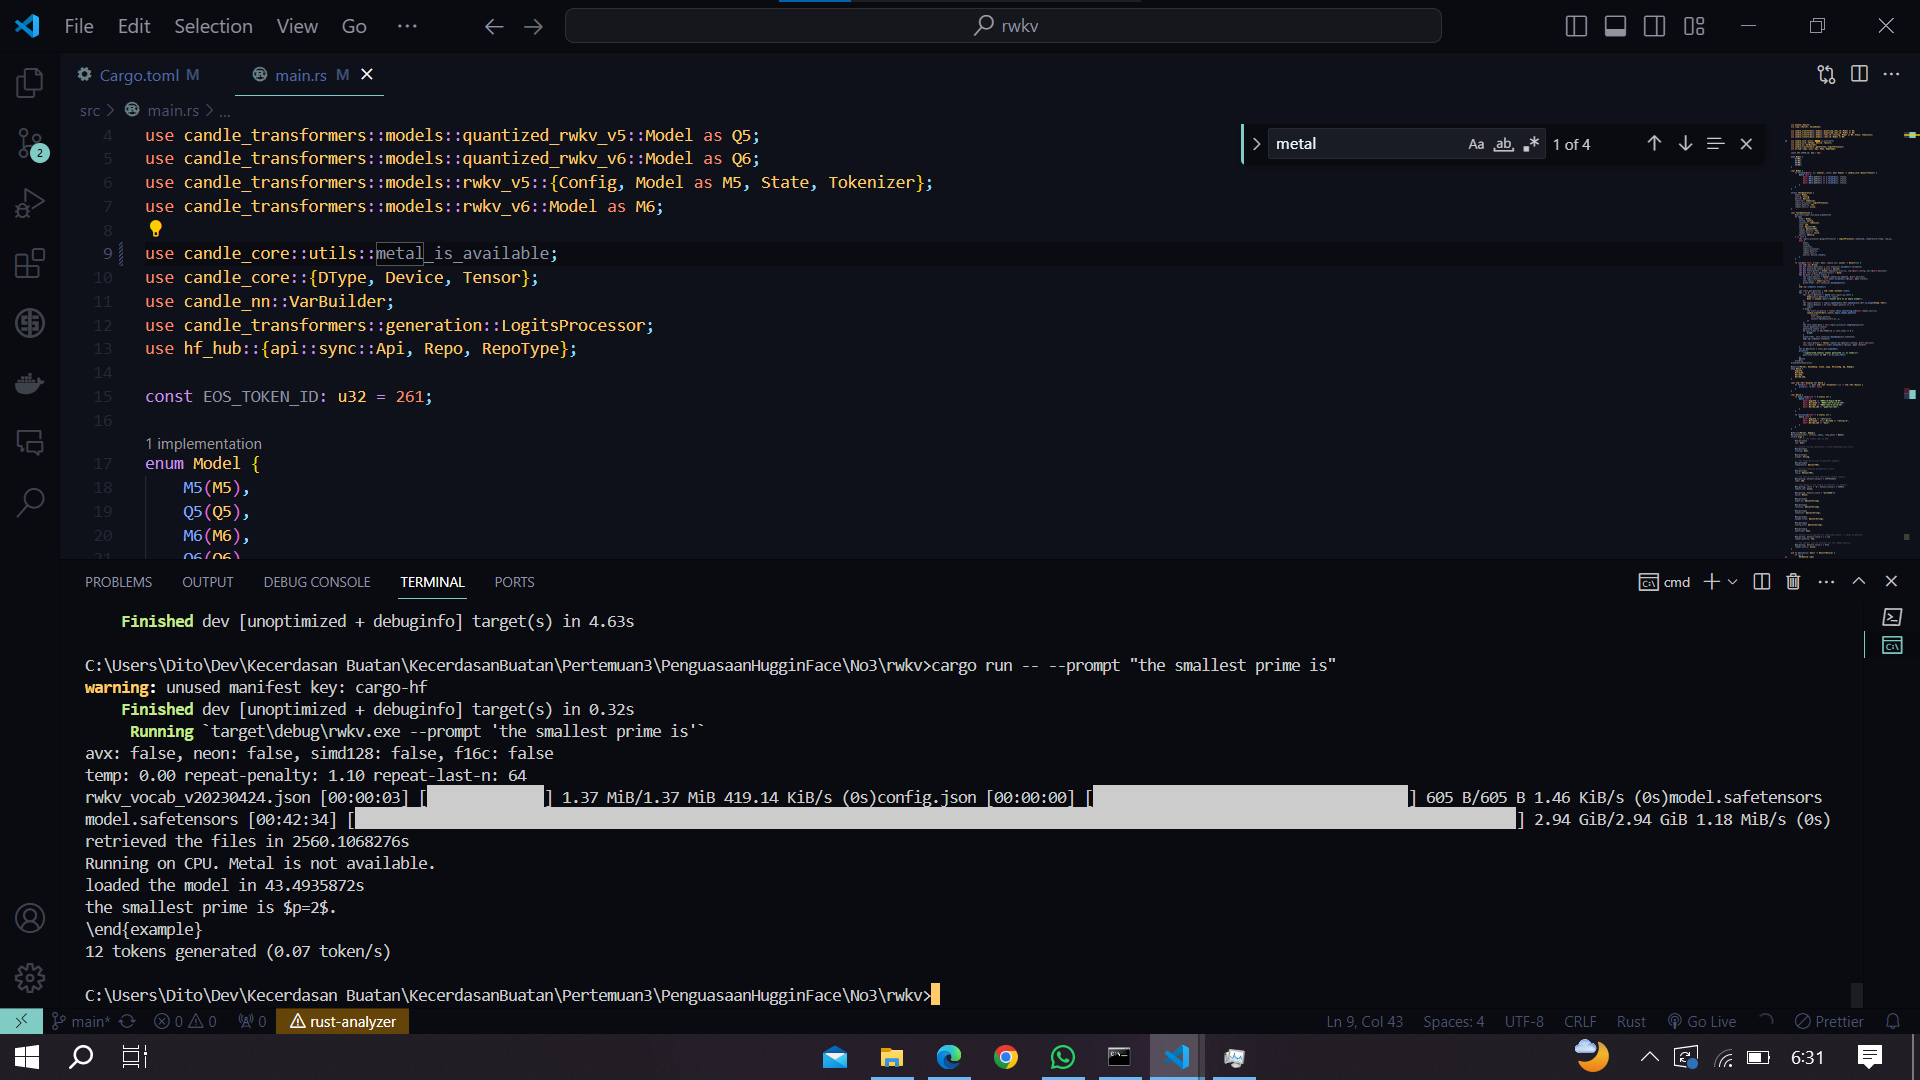 File Edit Selection View Go ··· rwkv
Cargo.toml M main.rs M
src > main.rs > ...
metal Aa ab 1 of 4
4 use candle_transformers::models::quantized_rwkv_v5::Model as Q5;
5 use candle_transformers::models::quantized_rwkv_v6::Model as Q6;
6 use candle_transformers::models::rwkv_v5::{Config, Model as M5, State, Tokenizer};
7 use candle_transformers::models::rwkv_v6::Model as M6;
8
9 use candle_core::utils::metal_is_available;
10 use candle_core::{DType, Device, Tensor};
11 use candle_nn::VarBuilder;
12 use candle_transformers::generation::LogitsProcessor;
13 use hf_hub::{api::sync::Api, Repo, RepoType};
14
15 const EOS_TOKEN_ID: u32 = 261;
16
1 implementation
17 enum Model {
18 M5(M5),
19 Q5(Q5),
20 M6(M6),
21 Q6(Q6)
PROBLEMS OUTPUT DEBUG CONSOLE TERMINAL PORTS cmd
Finished dev [unoptimized + debuginfo] target(s) in 4.63s
C:\Users\Dito\Dev\Kecerdasan Buatan\KecerdasanBuatan\Pertemuan3\PenguasaanHugginFace\No3\rwkv>cargo run -- --prompt "the smallest prime is"
warning: unused manifest key: cargo-hf
Finished dev [unoptimized + debuginfo] target(s) in 0.32s
Running `target\debug\rwkv.exe --prompt 'the smallest prime is'`
avx: false, neon: false, simd128: false, f16c: false
temp: 0.00 repeat-penalty: 1.10 repeat-last-n: 64
rwkv_vocab_v20230424.json [00:00:03] [ ] 1.37 MiB/1.37 MiB 419.14 KiB/s (0s)config.json [00:00:00] [ ] 605 B/605 B 1.46 KiB/s (0s)model.safetensors
model.safetensors [00:42:34] [ ] 2.94 GiB/2.94 GiB 1.18 MiB/s (0s)
retrieved the files in 2560.1068276s
Running on CPU. Metal is not available.
loaded the model in 43.4935872s
the smallest prime is $p=2$.
\end{example}
12 tokens generated (0.07 token/s)
C:\Users\Dito\Dev\Kecerdasan Buatan\KecerdasanBuatan\Pertemuan3\PenguasaanHugginFace\No3\rwkv>
main* 0 0 0 rust-analyzer Ln 9, Col 43 Spaces: 4 UTF-8 CRLF Rust Go Live Prettier
6:31